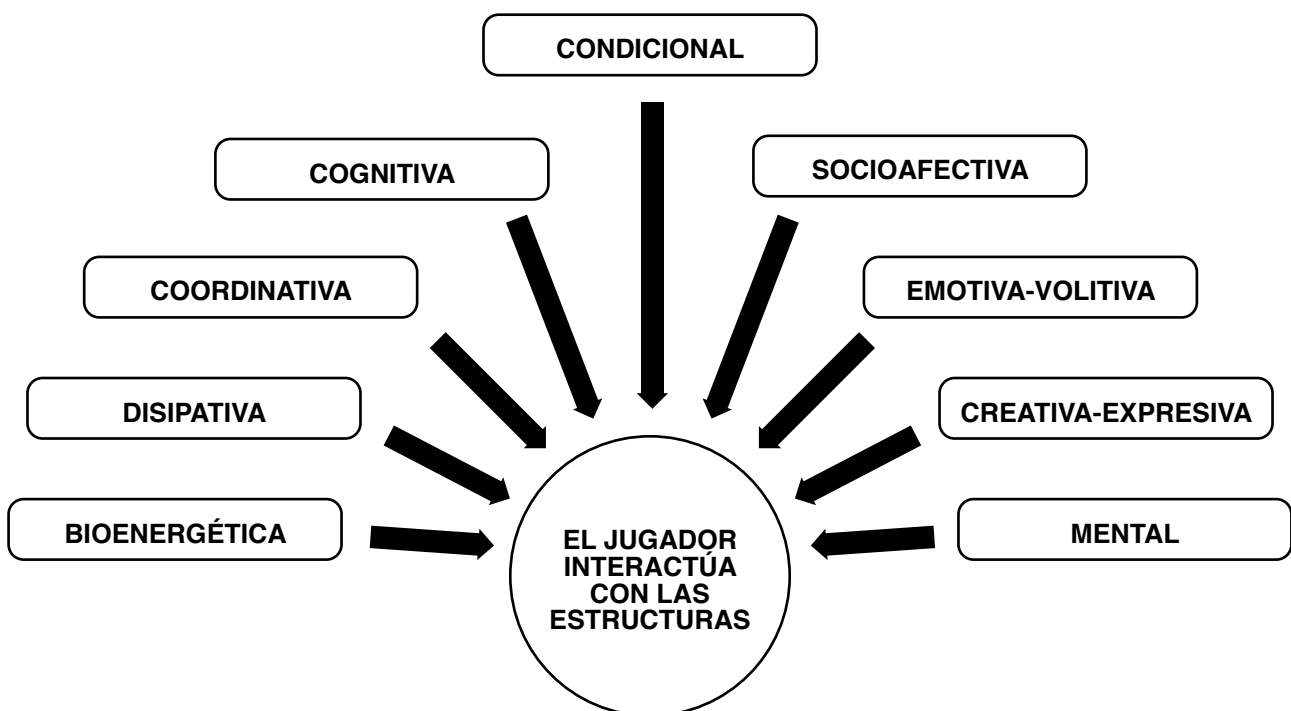 CONDICIONAL
COGNITIVA
SOCIOAFECTIVA
COORDINATIVA
EMOTIVA-VOLITIVA
DISIPATIVA
CREATIVA-EXPRESIVA
BIOENERGÉTICA
MENTAL
EL JUGADOR
INTERACTÚA
CON LAS
ESTRUCTURAS